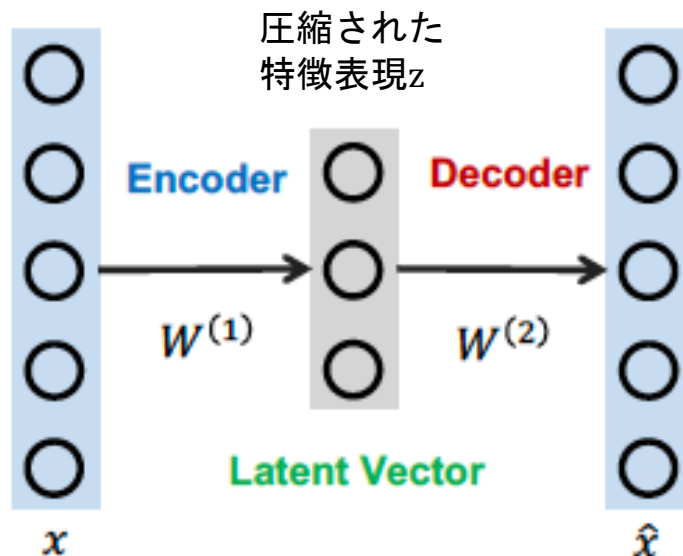 圧縮された
特徴表現z
Encoder
Decoder
W⁽¹⁾
W⁽²⁾
Latent Vector
x
x̂